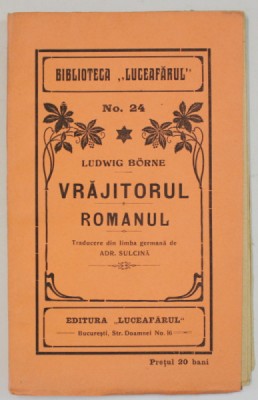 BIBLIOTECA „LUCEAFĂRUL"
No. 24
LUDWIG BÖRNE
VRĂJITORUL
ROMANUL
Traducere din limba germană de
ADR. SULCINĂ
EDITURA „LUCEAFĂRUL"
București, Str. Doamnei No. 16
Prețul 20 bani